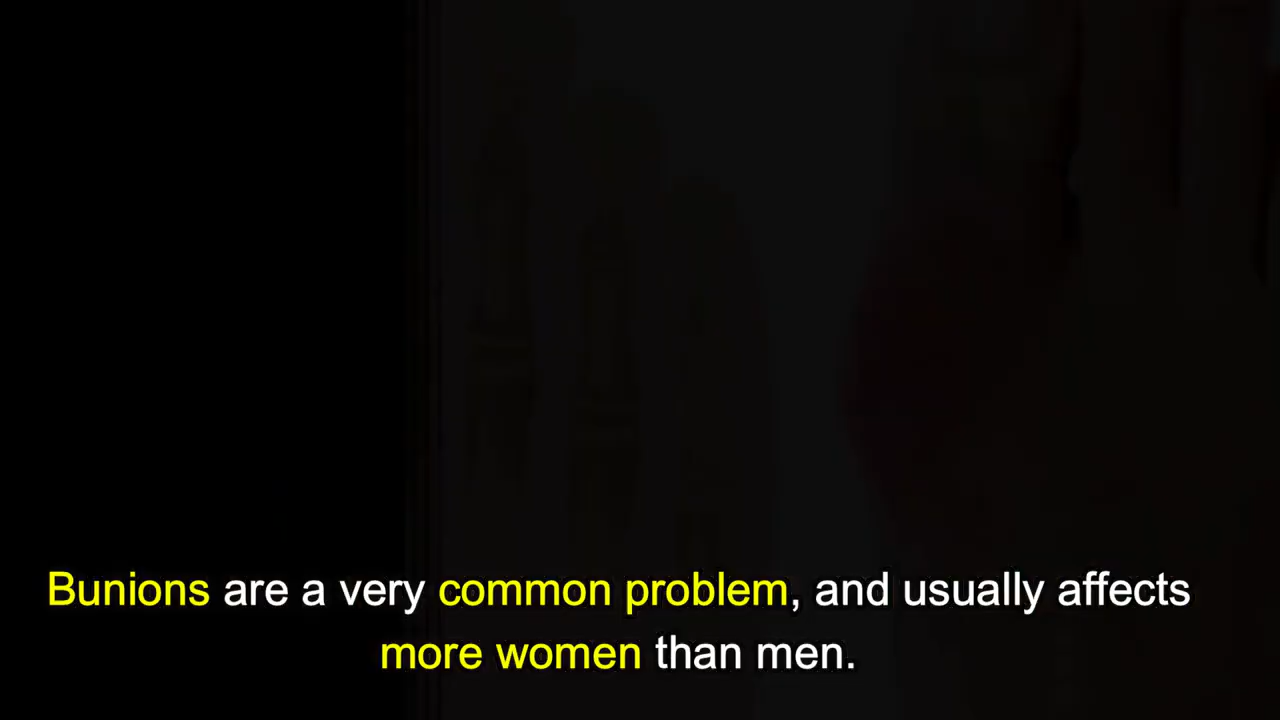 Bunions are a very common problem, and usually affects
more women than men.